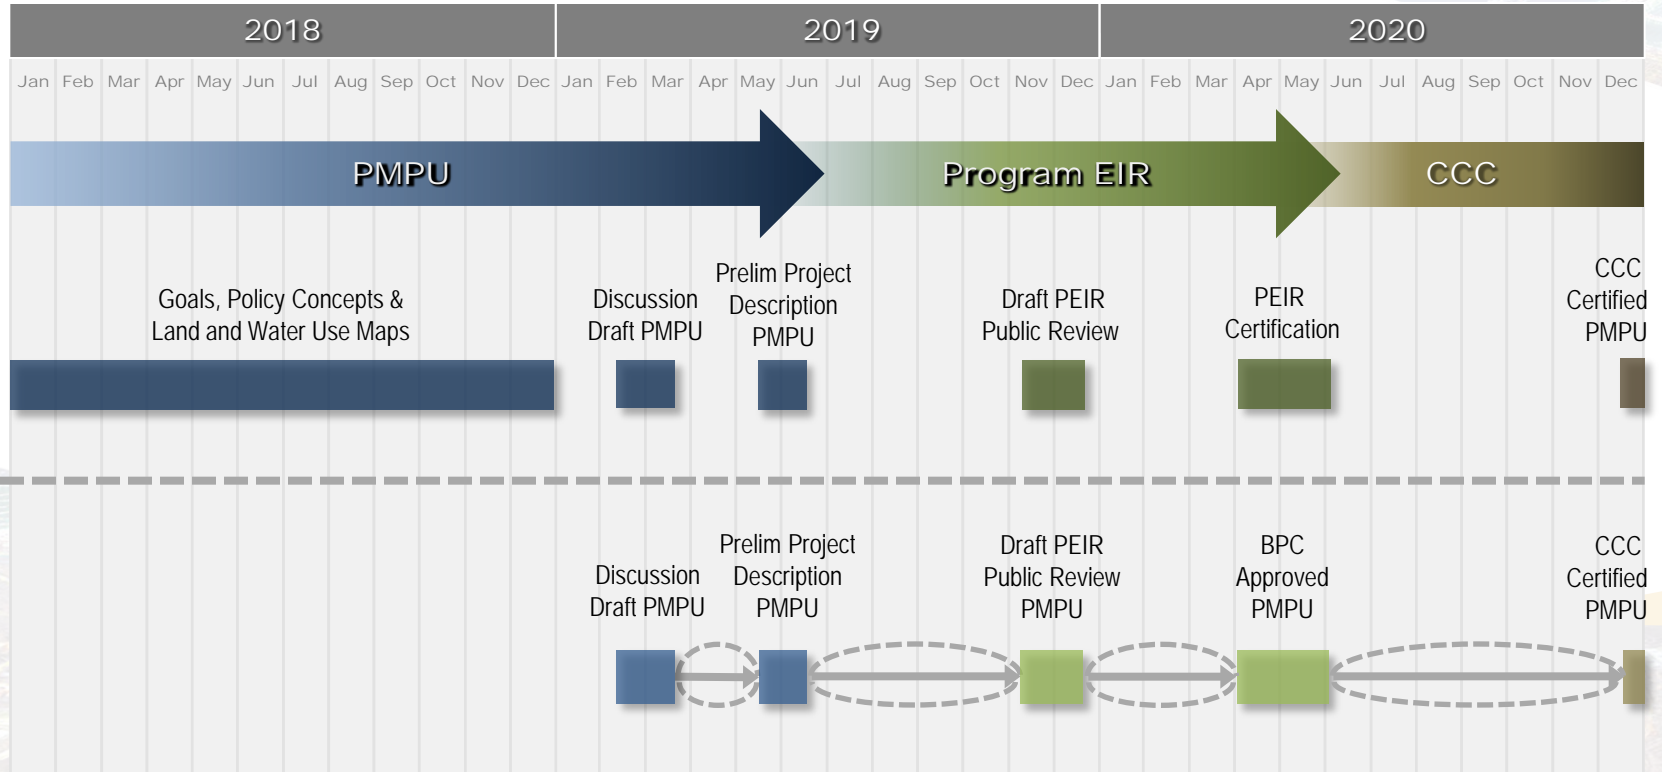 2018 2019 2020
Jan Feb Mar Apr May Jun Jul Aug Sep Oct Nov Dec Jan Feb Mar Apr May Jun Jul Aug Sep Oct Nov Dec Jan Feb Mar Apr May Jun Jul Aug Sep Oct Nov Dec
PMPU Program EIR CCC
Goals, Policy Concepts &
Land and Water Use Maps
Discussion
Draft PMPU
Prelim Project
Description
PMPU
Draft PEIR
Public Review
PEIR
Certification
CCC
Certified
PMPU
Discussion
Draft PMPU
Prelim Project
Description
PMPU
Draft PEIR
Public Review
PMPU
BPC
Approved
PMPU
CCC
Certified
PMPU